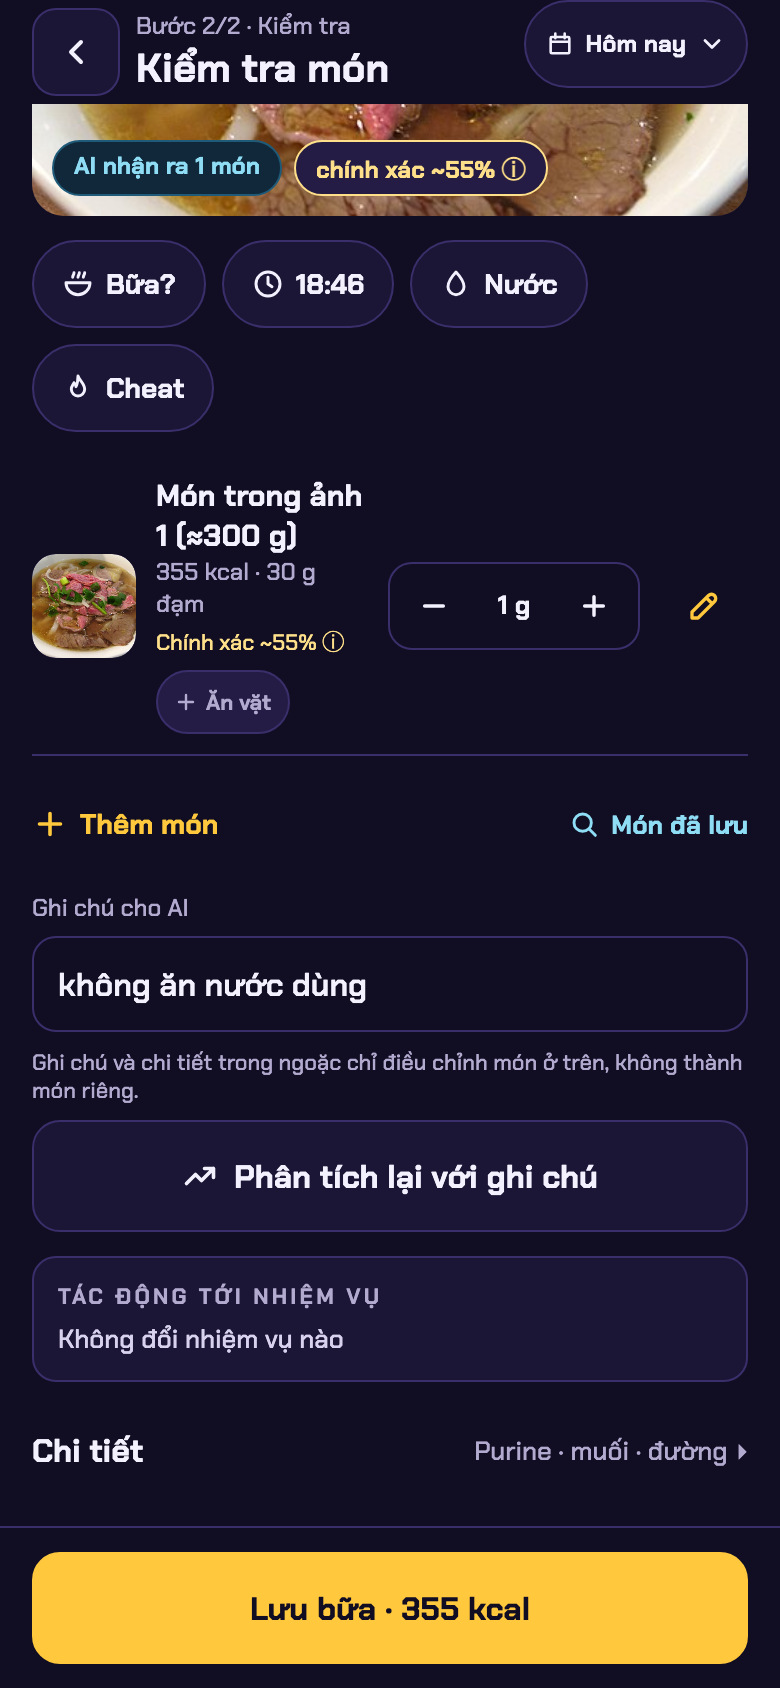 Bước 2/2 · Kiểm tra
Kiểm tra món
Hôm nay
AI nhận ra 1 món
chính xác ~55% ⓘ
Bữa?
18:46
Nước
Cheat
Món trong ảnh
1 (≈300 g)
355 kcal · 30 g
đạm
Chính xác ~55% ⓘ
+ Ăn vặt
− 1 g +
+ Thêm món
Món đã lưu
Ghi chú cho AI
không ăn nước dùng
Ghi chú và chi tiết trong ngoặc chỉ điều chỉnh món ở trên, không thành
món riêng.
Phân tích lại với ghi chú
TÁC ĐỘNG TỚI NHIỆM VỤ
Không đổi nhiệm vụ nào
Chi tiết
Purine · muối · đường
Lưu bữa · 355 kcal